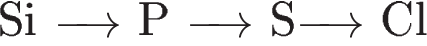 Si ⟶ P ⟶ S⟶ Cl